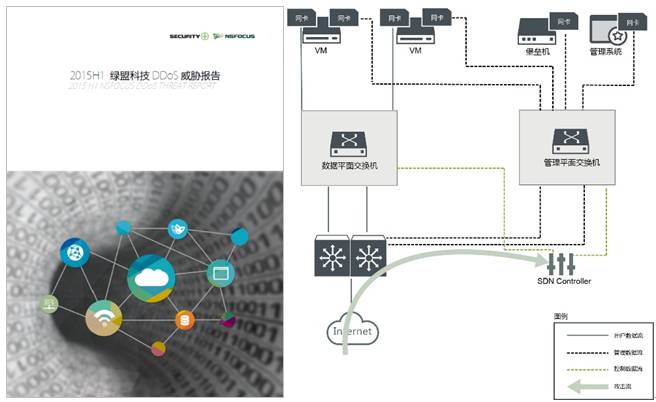 SECURITY+ NSFOCUS
2015H1 绿盟科技 DDoS 威胁报告
2015 H1 NSFOCUS DDoS THREAT REPORT
网卡 网卡
VM
网卡 网卡
VM
网卡
堡垒机
网卡
管理系统
数据平面交换机
管理平面交换机
SDN Controller
Internet
图例
用户数据流
管理数据流
控制数据流
攻击流